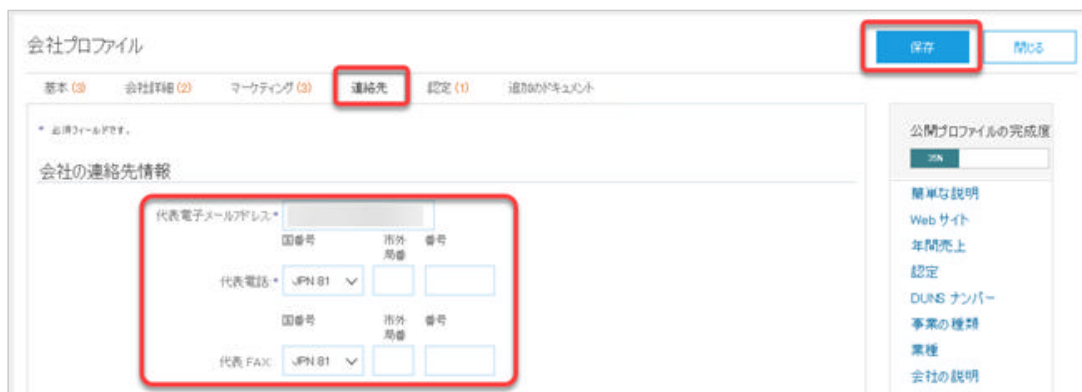 会社プロファイル
保存
閉じる
基本 (3)
会社詳細 (2)
マーケティング (3)
連絡先
認定 (1)
追加のドキュメント
* 必須フィールドです。
会社の連絡先情報
代表電子メールアドレス:*
国番号 市外局番 番号
代表電話:* JPN 81
国番号 市外局番 番号
代表 FAX: JPN 81
公開プロファイルの完成度
35%
簡単な説明
Web サイト
年間売上
認定
DUNS ナンバー
事業の種類
業種
会社の説明